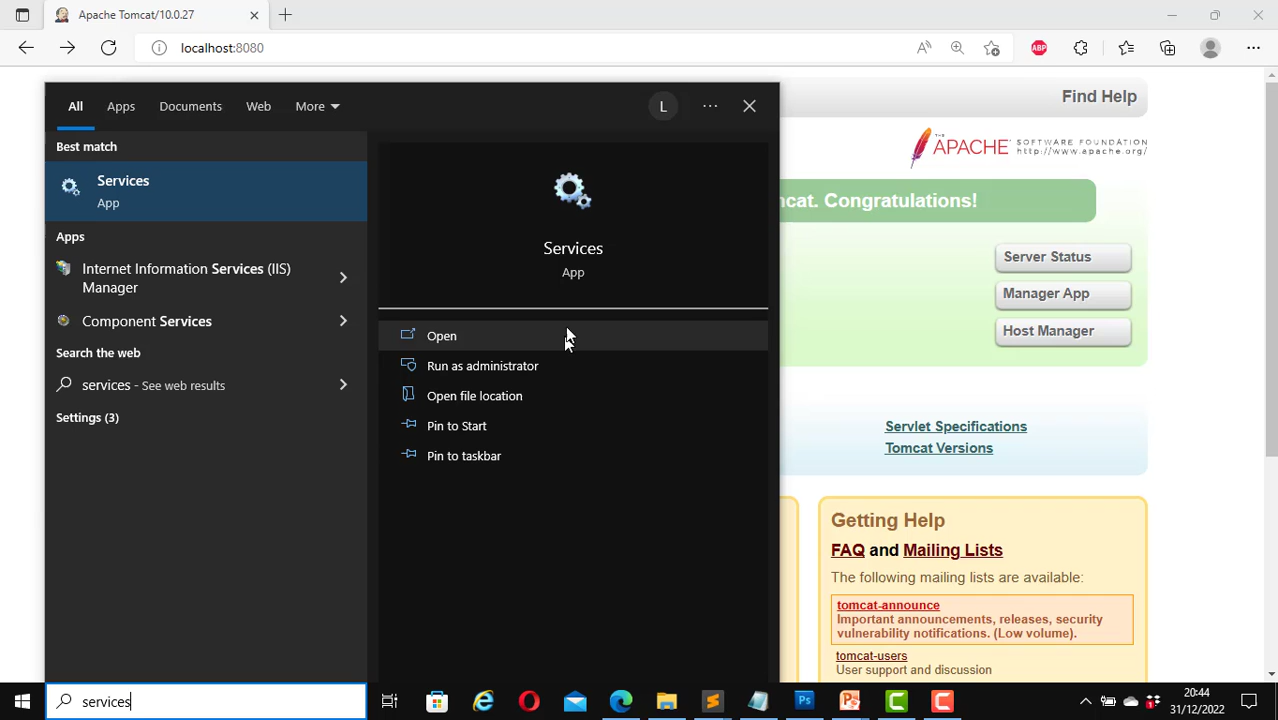 Apache Tomcat/10.0.27
localhost:8080
ABP
All
Apps
Documents
Web
More
L
Best match
Services
App
Apps
Internet Information Services (IIS)
Manager
Component Services
Search the web
services - See web results
Settings (3)
Services
App
Open
Run as administrator
Open file location
Pin to Start
Pin to taskbar
Find Help
THE
APACHE
SOFTWARE FOUNDATION
http://www.apache.org/
ncat. Congratulations!
Server Status
Manager App
Host Manager
Servlet Specifications
Tomcat Versions
Getting Help
FAQ and Mailing Lists
The following mailing lists are available:
tomcat-announce
Important announcements, releases, security
vulnerability notifications. (Low volume).
tomcat-users
User support and discussion
services
Ps
20:44
31/12/2022